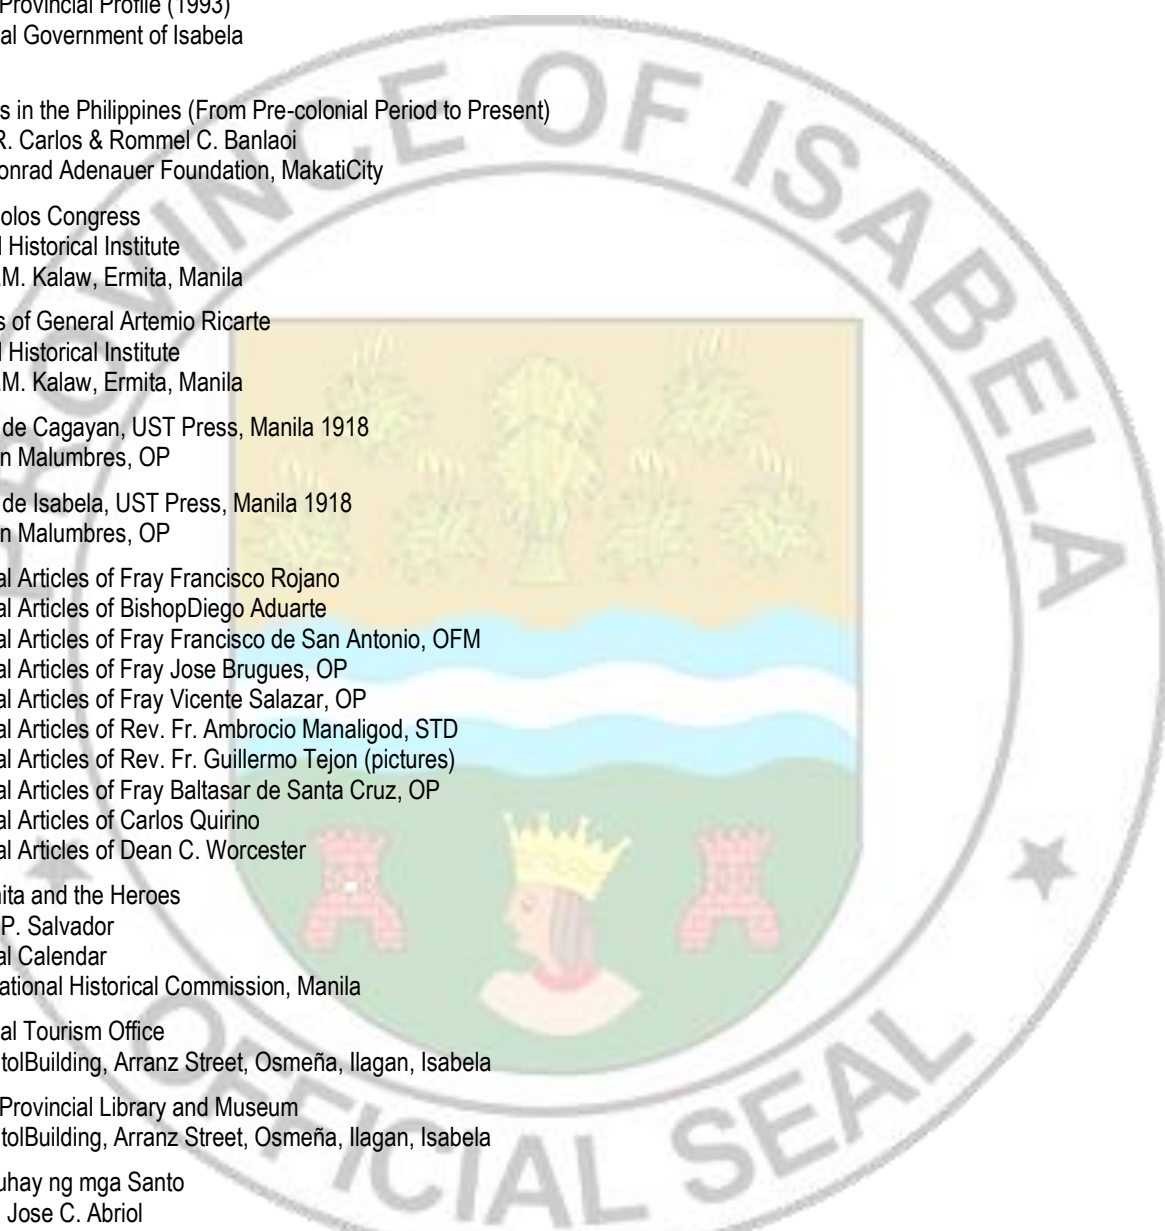 Provincial Profile (1993)
al Government of Isabela
s in the Philippines (From Pre-colonial Period to Present)
R. Carlos & Rommel C. Banlaoi
onrad Adenauer Foundation, MakatiCity
olos Congress
l Historical Institute
.M. Kalaw, Ermita, Manila
s of General Artemio Ricarte
l Historical Institute
.M. Kalaw, Ermita, Manila
de Cagayan, UST Press, Manila 1918
n Malumbres, OP
de Isabela, UST Press, Manila 1918
n Malumbres, OP
al Articles of Fray Francisco Rojano
al Articles of BishopDiego Aduarte
al Articles of Fray Francisco de San Antonio, OFM
al Articles of Fray Jose Brugues, OP
al Articles of Fray Vicente Salazar, OP
al Articles of Rev. Fr. Ambrocio Manaligod, STD
al Articles of Rev. Fr. Guillermo Tejon (pictures)
al Articles of Fray Baltasar de Santa Cruz, OP
al Articles of Carlos Quirino
al Articles of Dean C. Worcester
ita and the Heroes
P. Salvador
al Calendar
ational Historical Commission, Manila
al Tourism Office
tolBuilding, Arranz Street, Osmeña, Ilagan, Isabela
Provincial Library and Museum
tolBuilding, Arranz Street, Osmeña, Ilagan, Isabela
uhay ng mga Santo
Jose C. Abriol
PROVINCE OF ISABELA
OFFICIAL SEAL